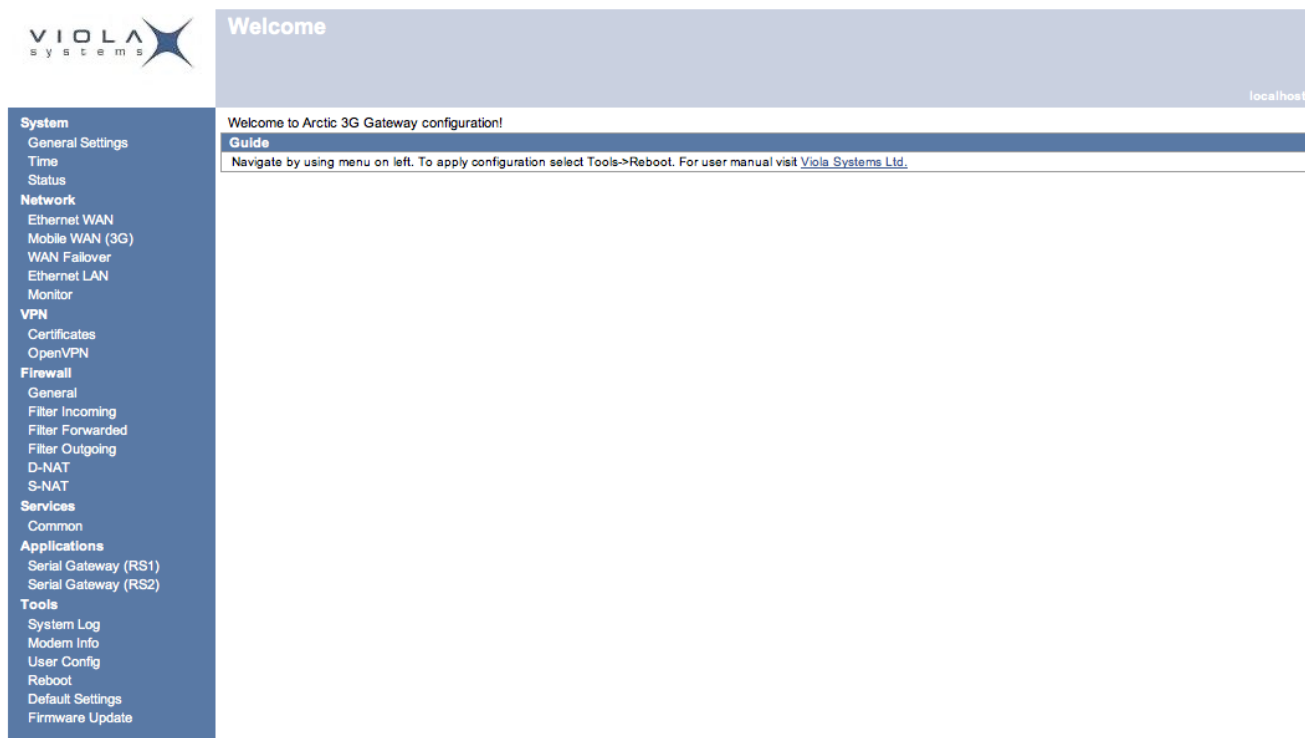 VIOLA
systems
Welcome
localhost
System
General Settings
Time
Status
Network
Ethernet WAN
Mobile WAN (3G)
WAN Failover
Ethernet LAN
Monitor
VPN
Certificates
OpenVPN
Firewall
General
Filter Incoming
Filter Forwarded
Filter Outgoing
D-NAT
S-NAT
Services
Common
Applications
Serial Gateway (RS1)
Serial Gateway (RS2)
Tools
System Log
Modem Info
User Config
Reboot
Default Settings
Firmware Update
Welcome to Arctic 3G Gateway configuration!
Guide
Navigate by using menu on left. To apply configuration select Tools->Reboot. For user manual visit Viola Systems Ltd.